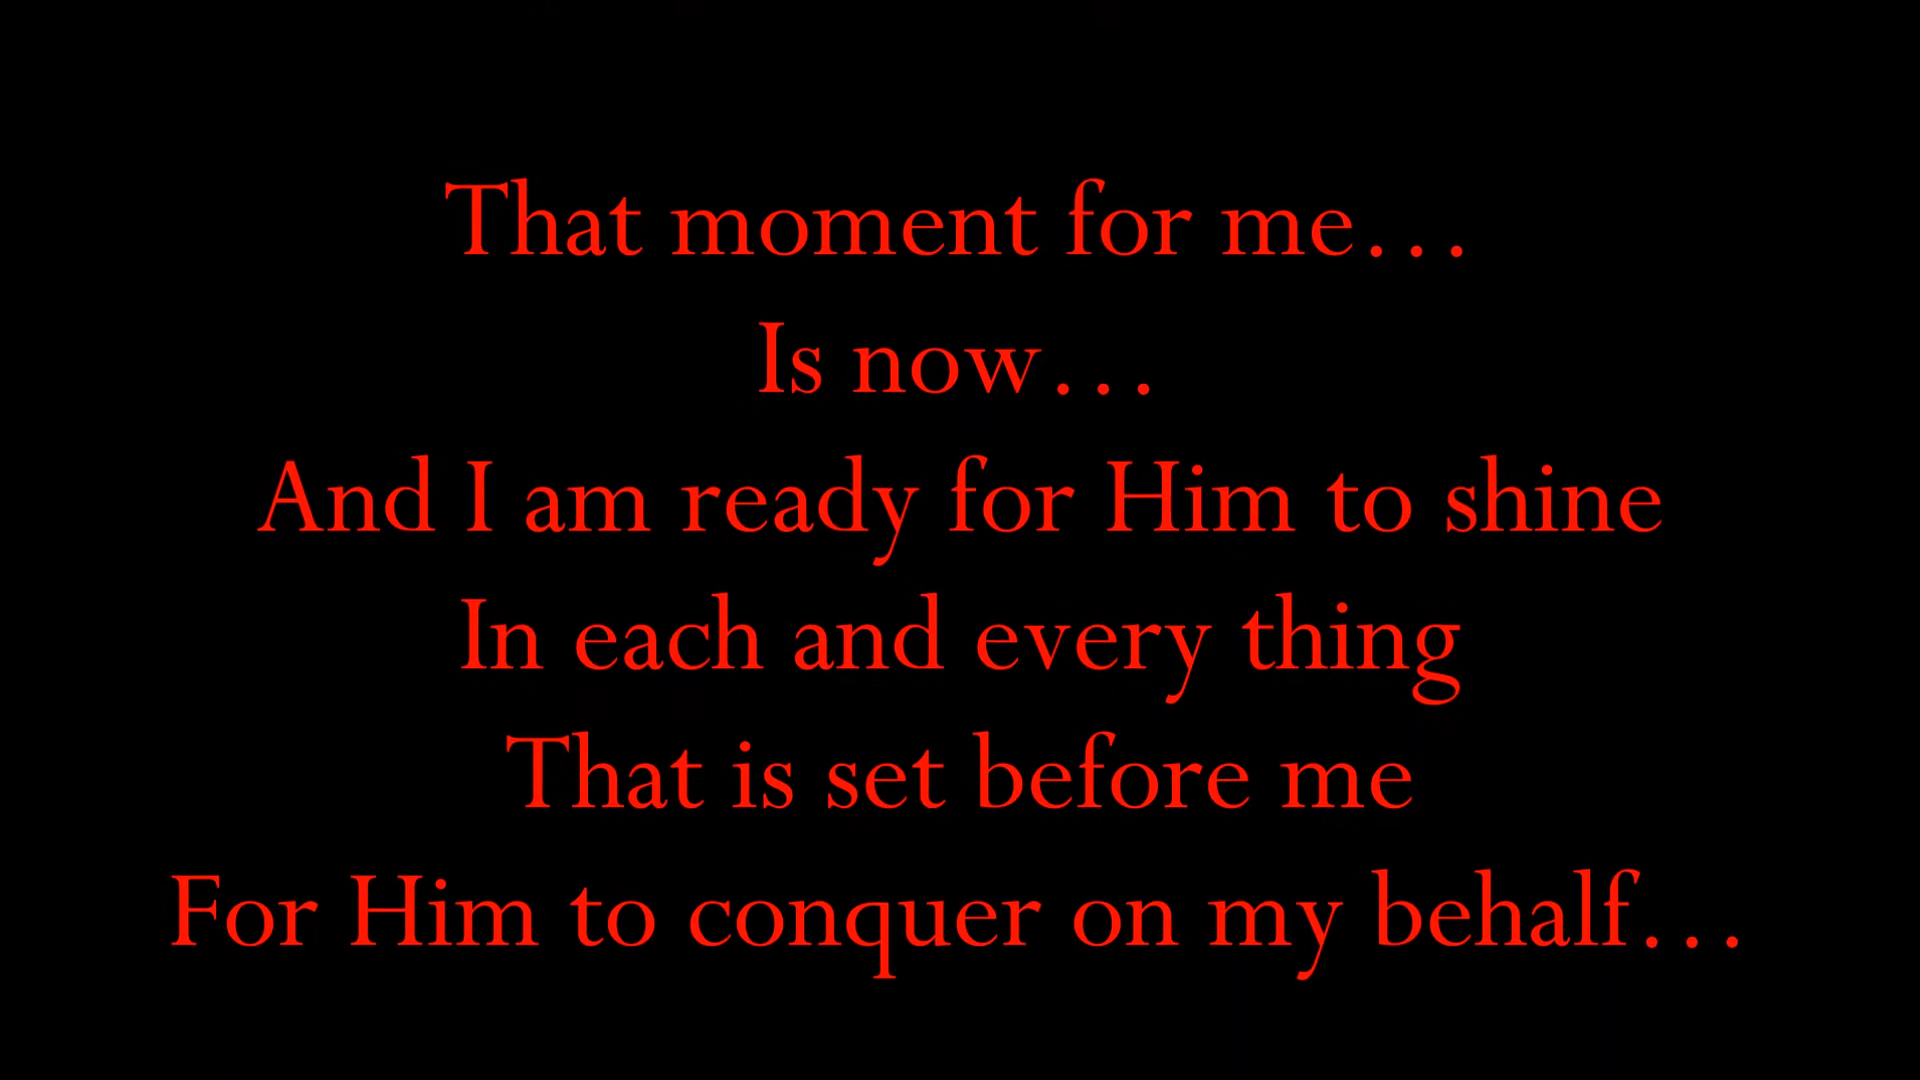 That moment for me…
Is now…
And I am ready for Him to shine
In each and every thing
That is set before me
For Him to conquer on my behalf…